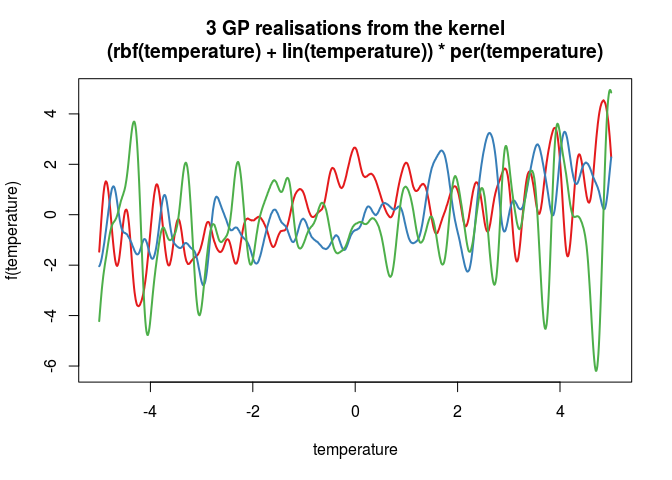 3 GP realisations from the kernel
(rbf(temperature) + lin(temperature)) * per(temperature)
f(temperature)
4
2
0
-2
-4
-6
-4
-2
0
2
4
temperature